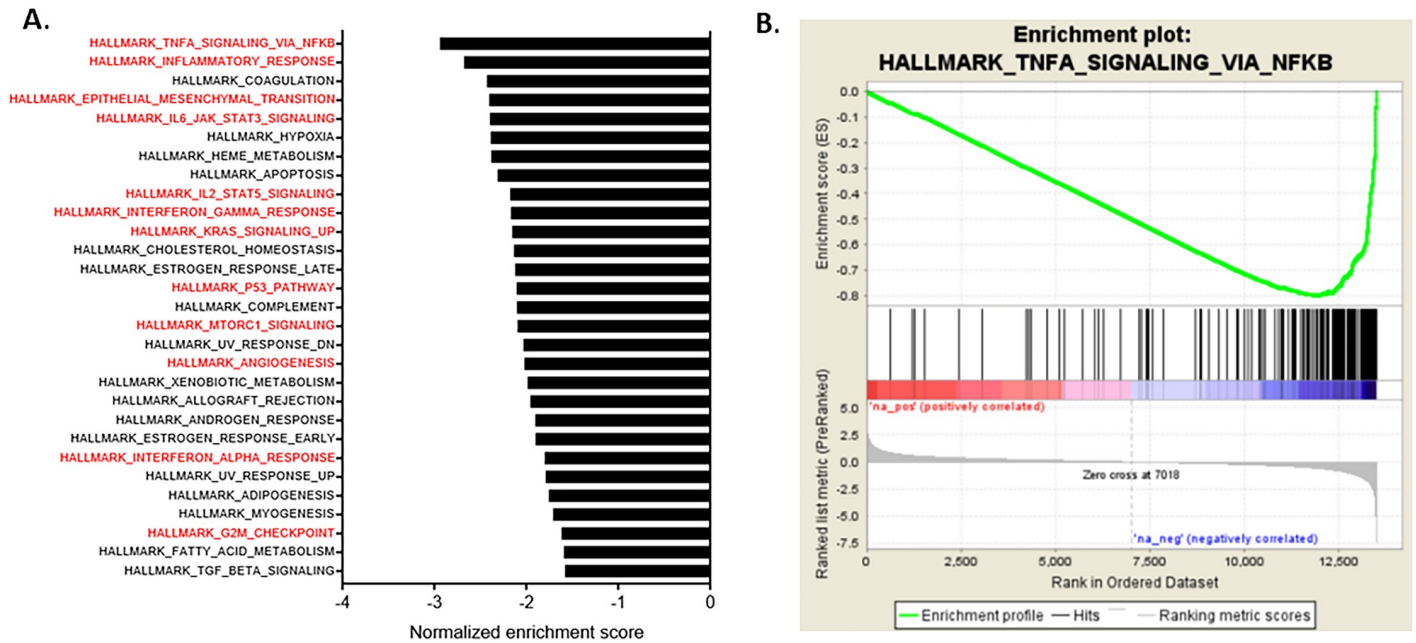 A.
HALLMARK_TNFA_SIGNALING_VIA_NFKB
HALLMARK_INFLAMMATORY_RESPONSE
HALLMARK_COAGULATION
HALLMARK_EPITHELIAL_MESENCHYMAL_TRANSITION
HALLMARK_IL6_JAK_STAT3_SIGNALING
HALLMARK_HYPOXIA
HALLMARK_HEME_METABOLISM
HALLMARK_APOPTOSIS
HALLMARK_IL2_STAT5_SIGNALING
HALLMARK_INTERFERON_GAMMA_RESPONSE
HALLMARK_KRAS_SIGNALING_UP
HALLMARK_CHOLESTEROL_HOMEOSTASIS
HALLMARK_ESTROGEN_RESPONSE_LATE
HALLMARK_P53_PATHWAY
HALLMARK_COMPLEMENT
HALLMARK_MTORC1_SIGNALING
HALLMARK_UV_RESPONSE_DN
HALLMARK_ANGIOGENESIS
HALLMARK_XENOBIOTIC_METABOLISM
HALLMARK_ALLOGRAFT_REJECTION
HALLMARK_ANDROGEN_RESPONSE
HALLMARK_ESTROGEN_RESPONSE_EARLY
HALLMARK_INTERFERON_ALPHA_RESPONSE
HALLMARK_UV_RESPONSE_UP
HALLMARK_ADIPOGENESIS
HALLMARK_MYOGENESIS
HALLMARK_G2M_CHECKPOINT
HALLMARK_FATTY_ACID_METABOLISM
HALLMARK_TGF_BETA_SIGNALING
-4 -3 -2 -1 0
Normalized enrichment score
B.
Enrichment plot:
HALLMARK_TNFA_SIGNALING_VIA_NFKB
Enrichment score (ES)
0.0
-0.1
-0.2
-0.3
-0.4
-0.5
-0.6
-0.7
-0.8
Ranked list metric (PreRanked)
'na_pos' (positively correlated)
5.0
2.5
0.0
-2.5
-5.0
-7.5
Zero cross at 7018
'na_neg' (negatively correlated)
0 2,500 5,000 7,500 10,000 12,500
Rank in Ordered Dataset
Enrichment profile Hits Ranking metric scores